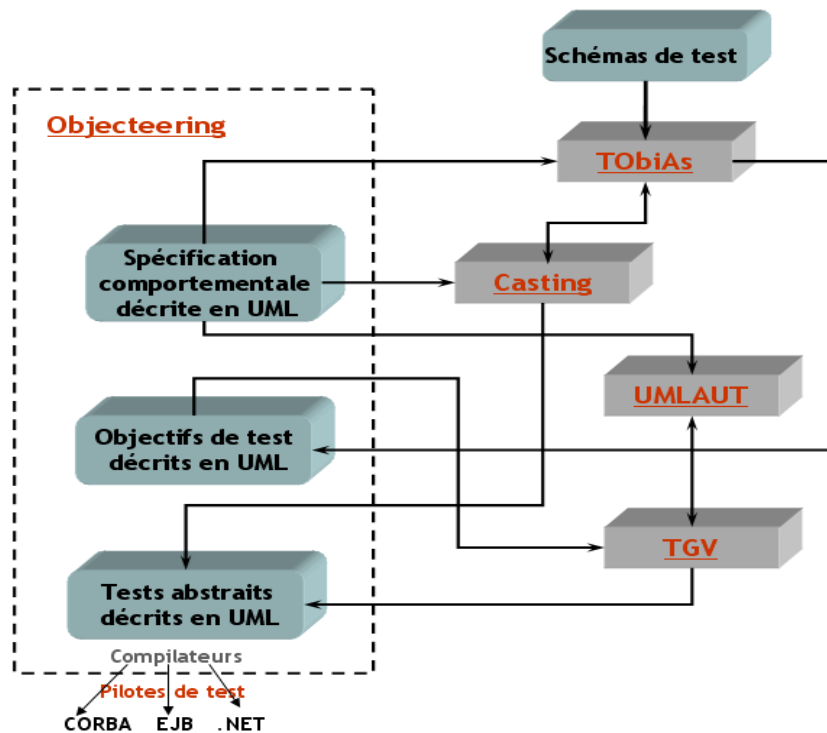 Schémas de test
Objecteering
TObiAs
Spécification
comportementale
décrite en UML
Casting
UMLAUT
Objectifs de test
décrits en UML
TGV
Tests abstraits
décrits en UML
Compilateurs
Pilotes de test
CORBA EJB .NET